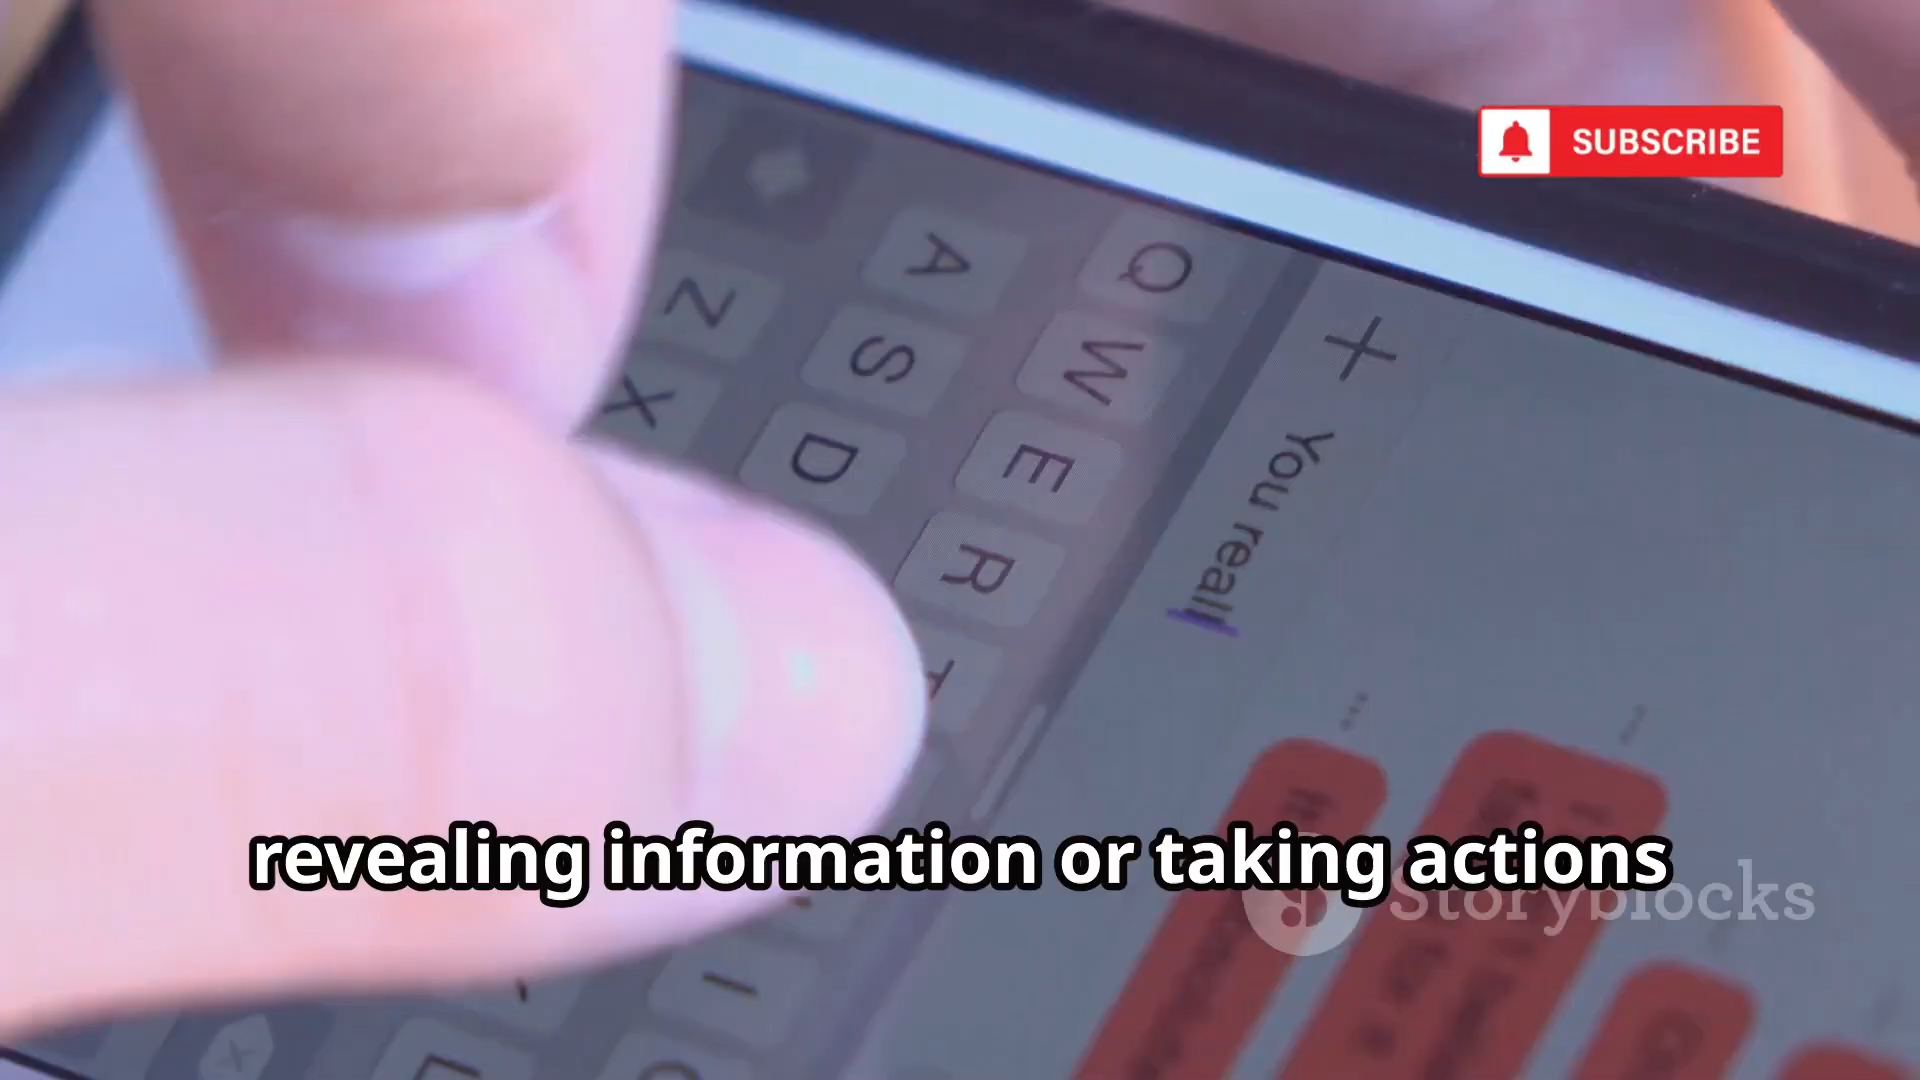 SUBSCRIBE
Q W E R T
A S D
Z X
You reall
revealing information or taking actions
Storyblocks